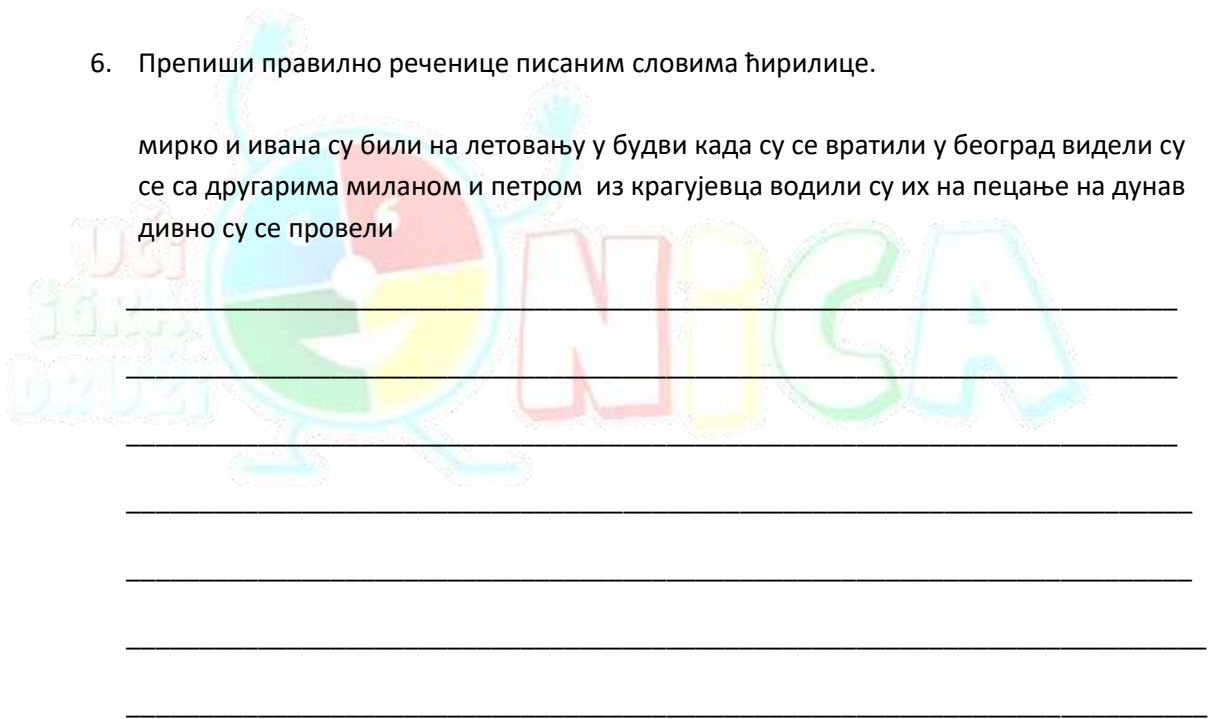 6. Препиши правилно реченице писаним словима ћирилице.
мирко и ивана су били на летовању у будви када су се вратили у београд видели су
се са другарима миланом и петром из крагујевца водили су их на пецање на дунав
дивно су се провели
Uči
iGRA
DRUŽi
NiCA